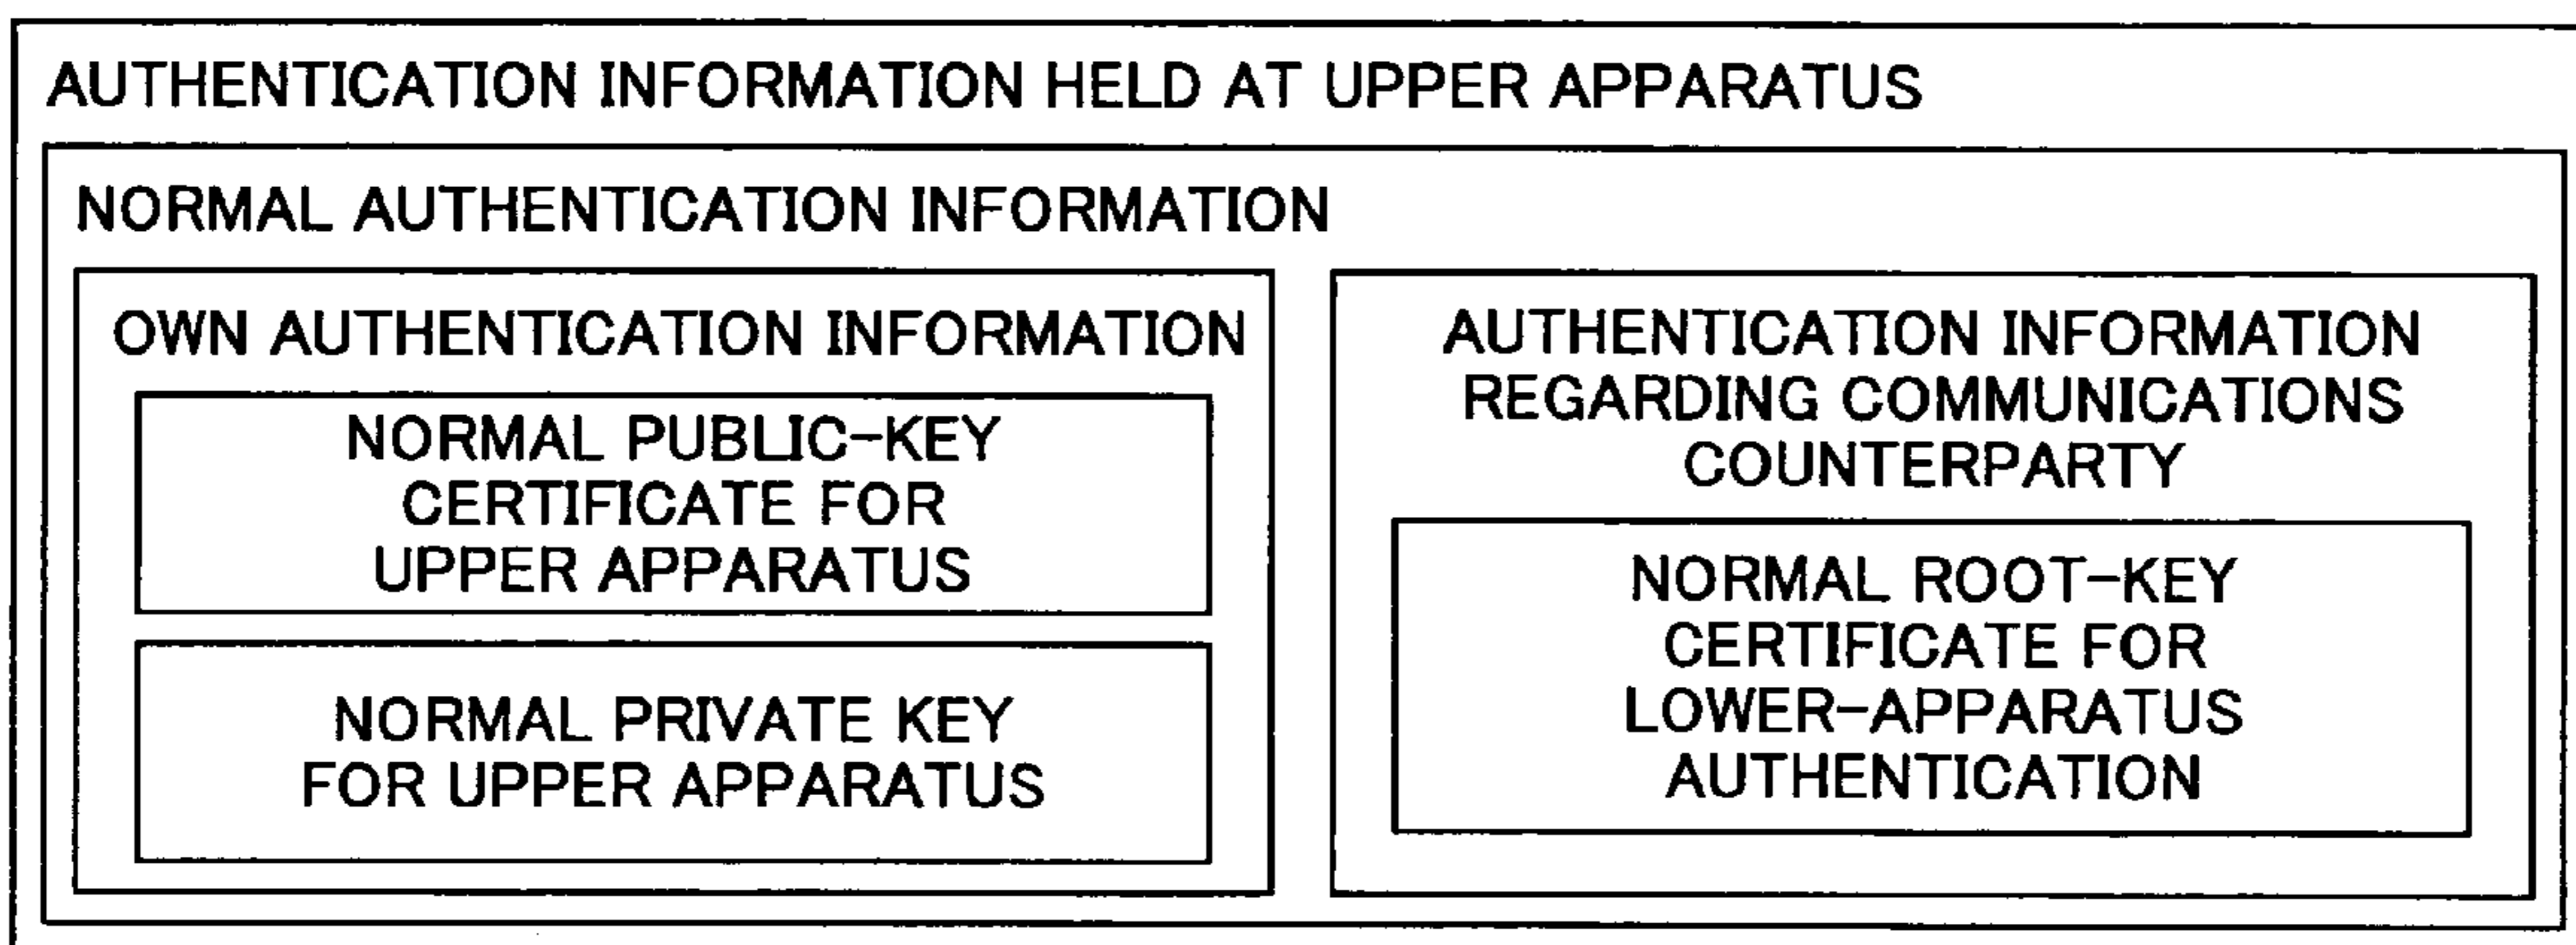 AUTHENTICATION INFORMATION HELD AT UPPER APPARATUS
NORMAL AUTHENTICATION INFORMATION
OWN AUTHENTICATION INFORMATION
NORMAL PUBLIC-KEY
CERTIFICATE FOR
UPPER APPARATUS
NORMAL PRIVATE KEY
FOR UPPER APPARATUS
AUTHENTICATION INFORMATION
REGARDING COMMUNICATIONS
COUNTERPARTY
NORMAL ROOT-KEY
CERTIFICATE FOR
LOWER-APPARATUS
AUTHENTICATION